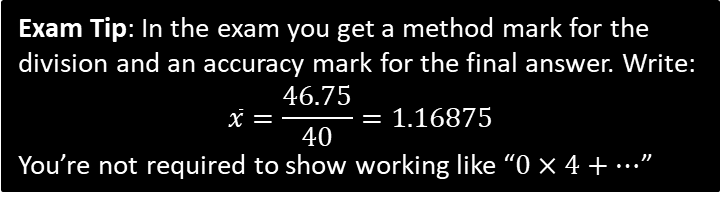 Exam Tip: In the exam you get a method mark for the
division and an accuracy mark for the final answer. Write:
x̄ = 46.75/40 = 1.16875
You’re not required to show working like “0 × 4 + ⋯”